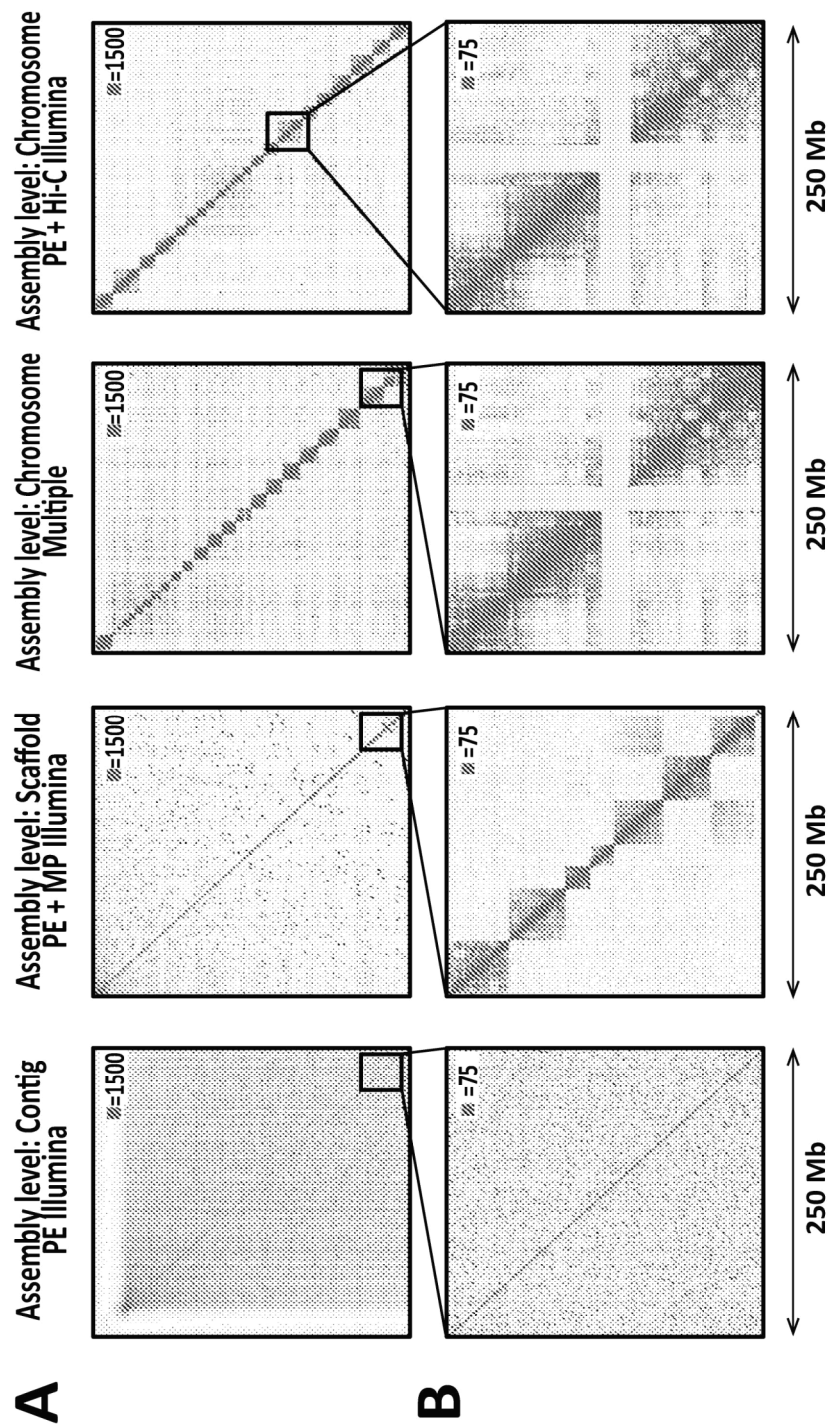 A
Assembly level: Contig
PE Illumina
Assembly level: Scaffold
PE + MP Illumina
Assembly level: Chromosome
Multiple
Assembly level: Chromosome
PE + Hi-C Illumina
=1500
=1500
=1500
=1500
B
=75
=75
=75
=75
250 Mb
250 Mb
250 Mb
250 Mb